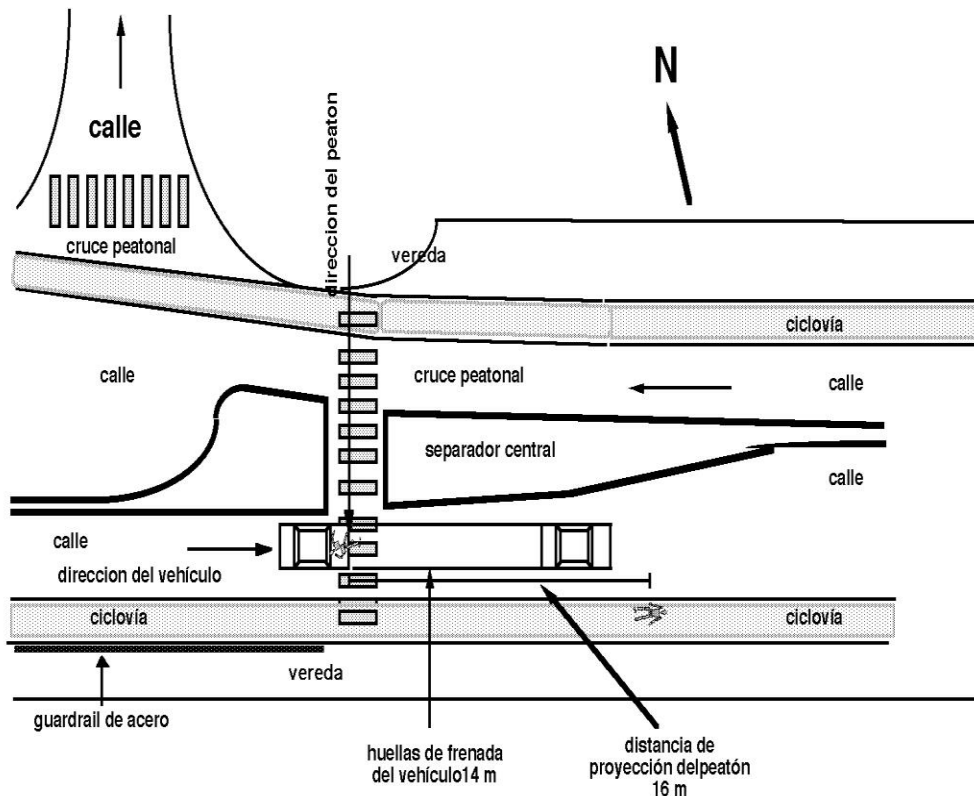 N
calle
direccion del peaton
cruce peatonal
vereda
ciclovía
calle
cruce peatonal
calle
separador central
calle
calle
direccion del vehículo
ciclovía
ciclovía
vereda
guardrail de acero
huellas de frenada
del vehículo14 m
distancia de
proyección delpeatón
16 m